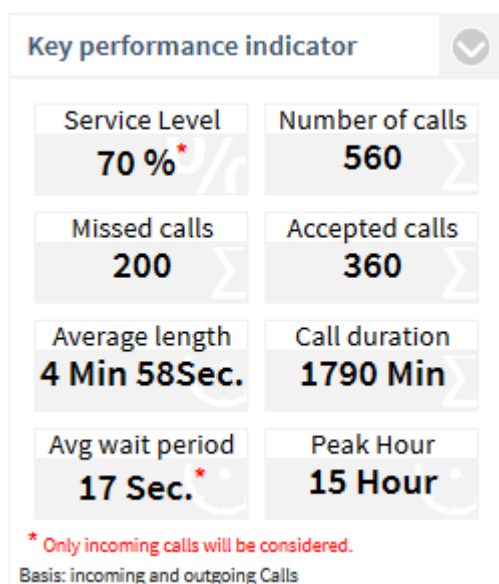 Key performance indicator
Service Level
70 %*
Number of calls
560
Missed calls
200
Accepted calls
360
Average length
4 Min 58Sec.
Call duration
1790 Min
Avg wait period
17 Sec.*
Peak Hour
15 Hour
* Only incoming calls will be considered.
Basis: incoming and outgoing Calls